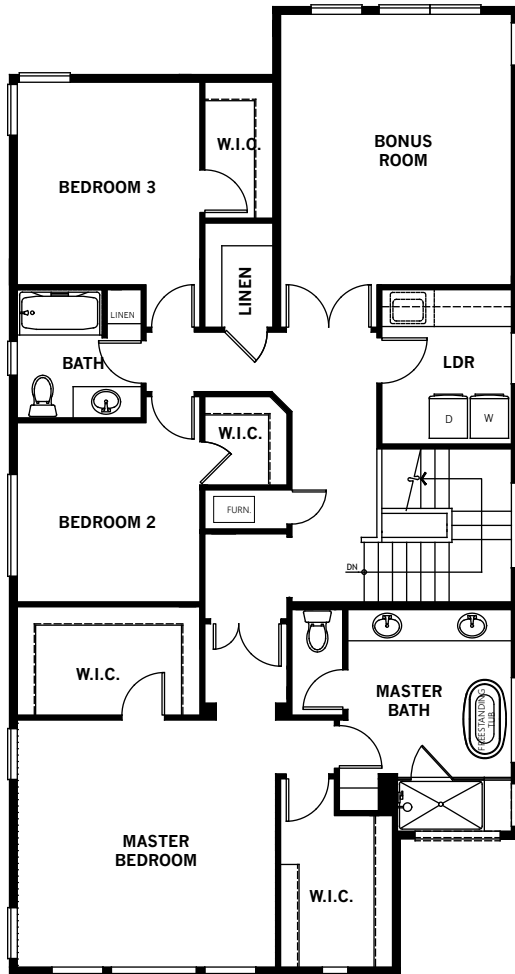 BONUS
ROOM
W.I.C.
BEDROOM 3
LINEN
LINEN
BATH
LDR
D
W
W.I.C.
FURN.
BEDROOM 2
DN
W.I.C.
MASTER
BATH
FREESTANDING
TUB
MASTER
BEDROOM
W.I.C.